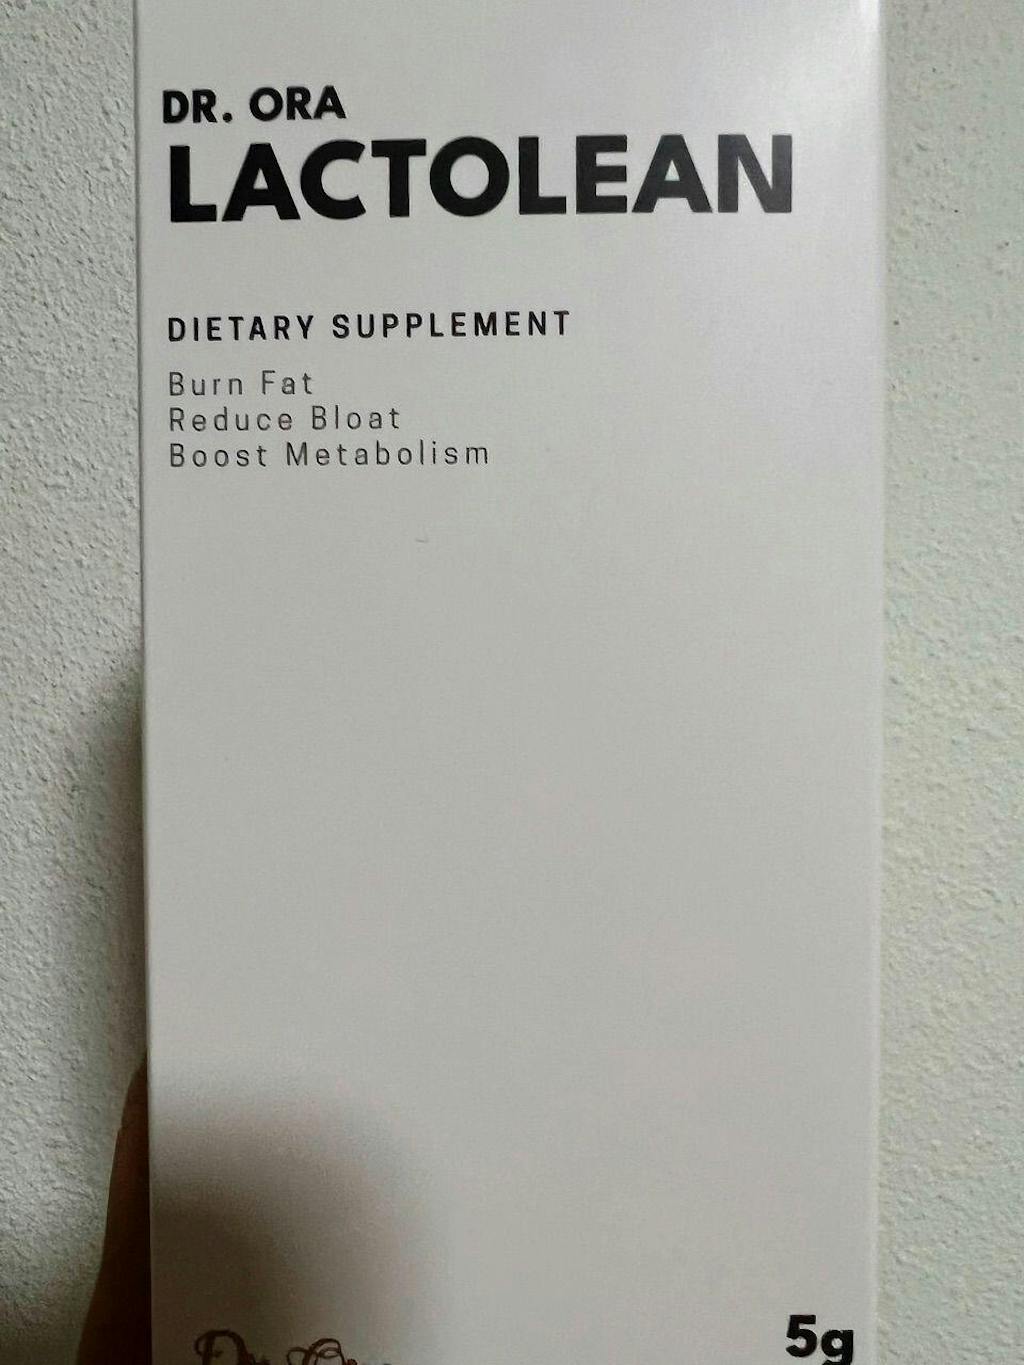 DR. ORA
LACTOLEAN
DIETARY SUPPLEMENT
Burn Fat
Reduce Bloat
Boost Metabolism
5g